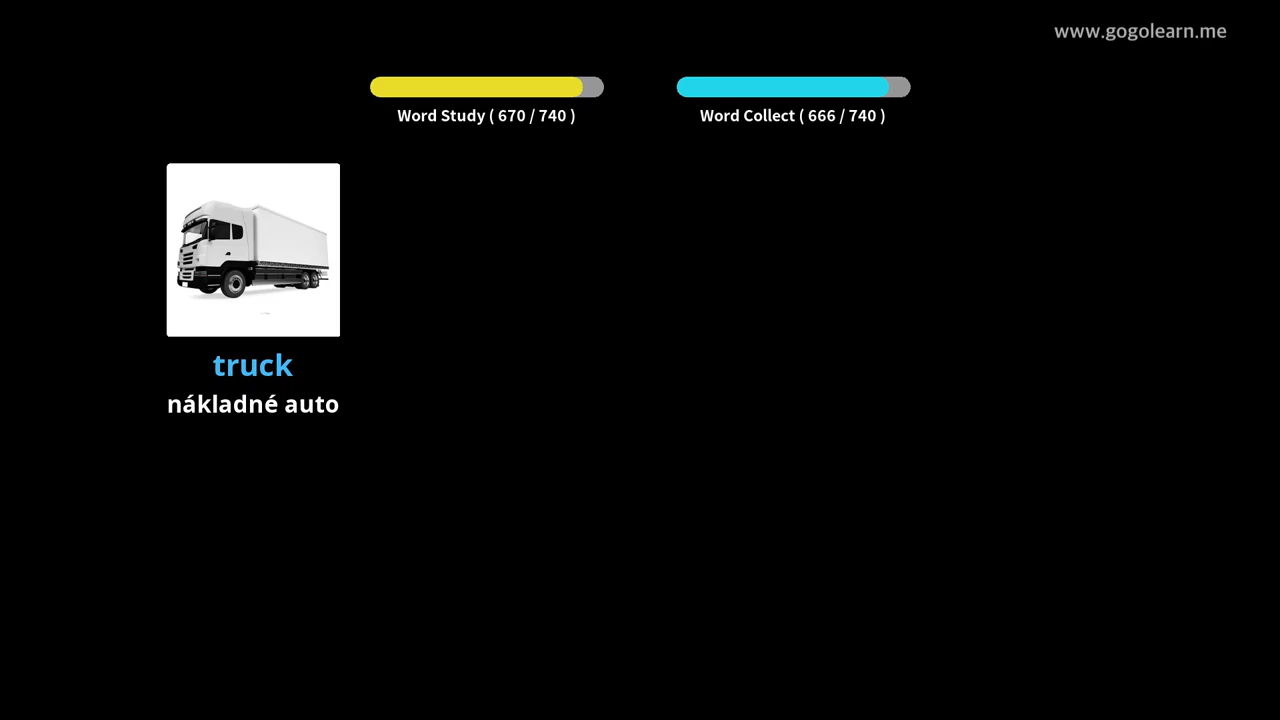 www.gogolearn.me
Word Study ( 670 / 740 )
Word Collect ( 666 / 740 )
truck
nákladné auto